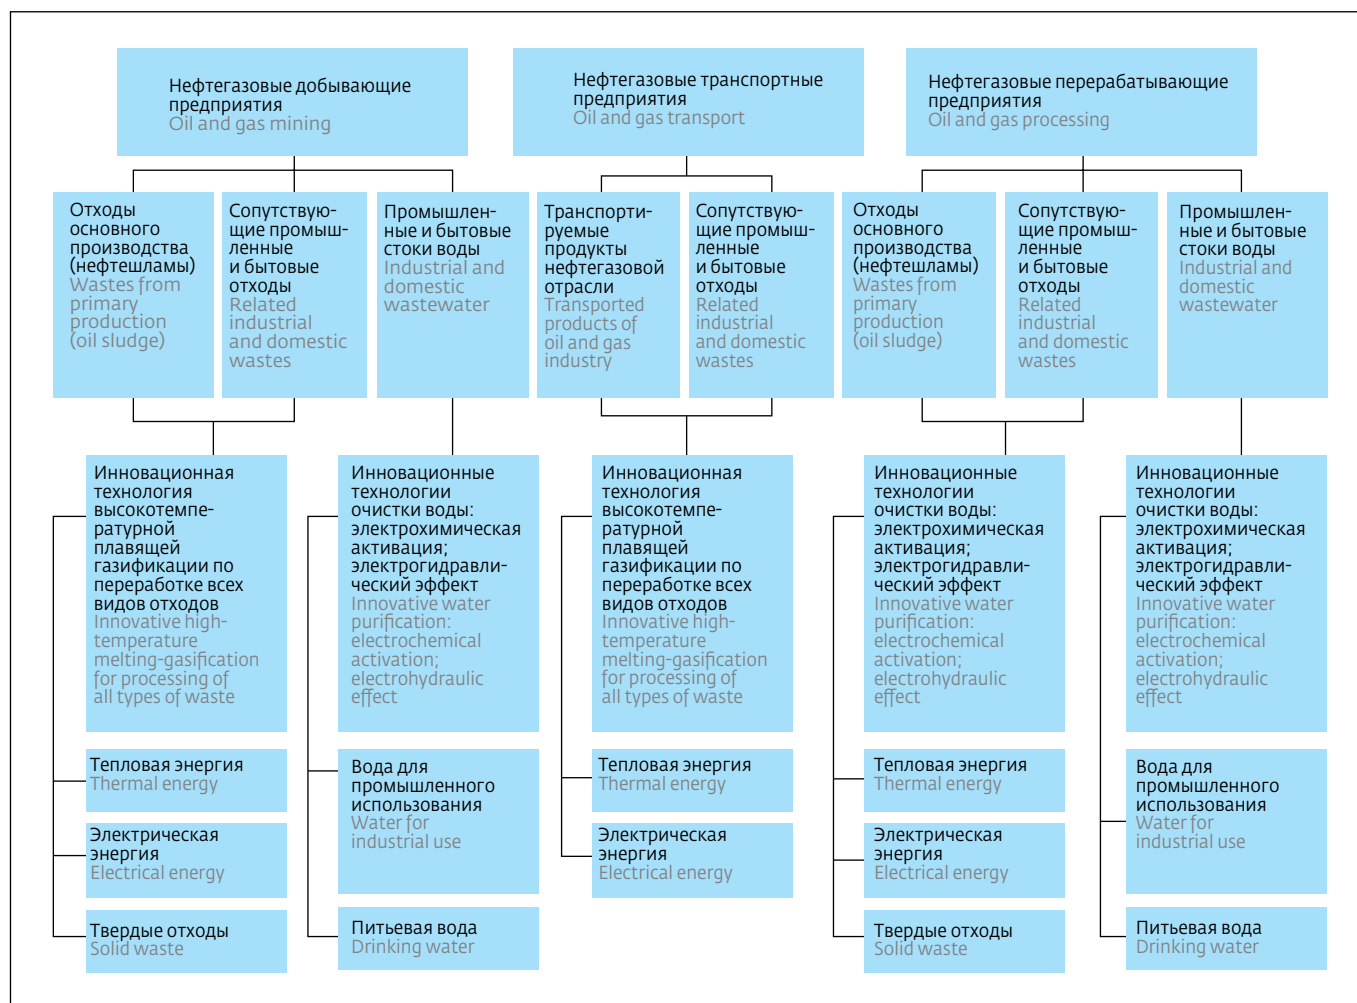 Нефтегазовые добывающие
предприятия
Oil and gas mining
Нефтегазовые транспортные
предприятия
Oil and gas transport
Нефтегазовые перерабатывающие
предприятия
Oil and gas processing
Отходы
основного
производства
(нефтешламы)
Wastes from
primary
production
(oil sludge)
Сопутствую-
щие промыш-
ленные
и бытовые
отходы
Related
industrial
and domestic
wastes
Промышлен-
ные и бытовые
стоки воды
Industrial and
domestic
wastewater
Транспорти-
руемые
продукты
нефтегазовой
отрасли
Transported
products of
oil and gas
industry
Сопутствую-
щие промыш-
ленные
и бытовые
отходы
Related
industrial
and domestic
wastes
Отходы
основного
производства
(нефтешламы)
Wastes from
primary
production
(oil sludge)
Сопутствую-
щие промыш-
ленные
и бытовые
отходы
Related
industrial
and domestic
wastes
Промышлен-
ные и бытовые
стоки воды
Industrial and
domestic
wastewater
Инновационная
технология
высокотемпе-
ратурной
плавящей
газификации по
переработке всех
видов отходов
Innovative high-
temperature
melting-gasification
for processing of
all types of waste
Инновационные
технологии
очистки воды:
электрохимическая
активация;
электрогидравли-
ческий эффект
Innovative water
purification:
electrochemical
activation;
electrohydraulic
effect
Инновационная
технология
высокотемпе-
ратурной
плавящей
газификации по
переработке всех
видов отходов
Innovative high-
temperature
melting-gasification
for processing of
all types of waste
Инновационные
технологии
очистки воды:
электрохимическая
активация;
электрогидравли-
ческий эффект
Innovative water
purification:
electrochemical
activation;
electrohydraulic
effect
Инновационные
технологии
очистки воды:
электрохимическая
активация;
электрогидравли-
ческий эффект
Innovative water
purification:
electrochemical
activation;
electrohydraulic
effect
Тепловая энергия
Thermal energy
Электрическая
энергия
Electrical energy
Твердые отходы
Solid waste
Вода для
промышленного
использования
Water for
industrial use
Питьевая вода
Drinking water
Тепловая энергия
Thermal energy
Электрическая
энергия
Electrical energy
Тепловая энергия
Thermal energy
Электрическая
энергия
Electrical energy
Твердые отходы
Solid waste
Вода для
промышленного
использования
Water for
industrial use
Питьевая вода
Drinking water